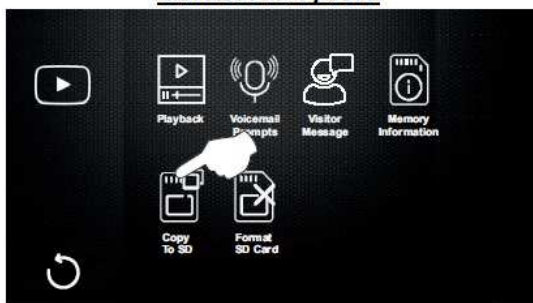 Playback
Voicemail
Prompts
Visitor
Message
Memory
Information
Copy
To SD
Format
SD Card